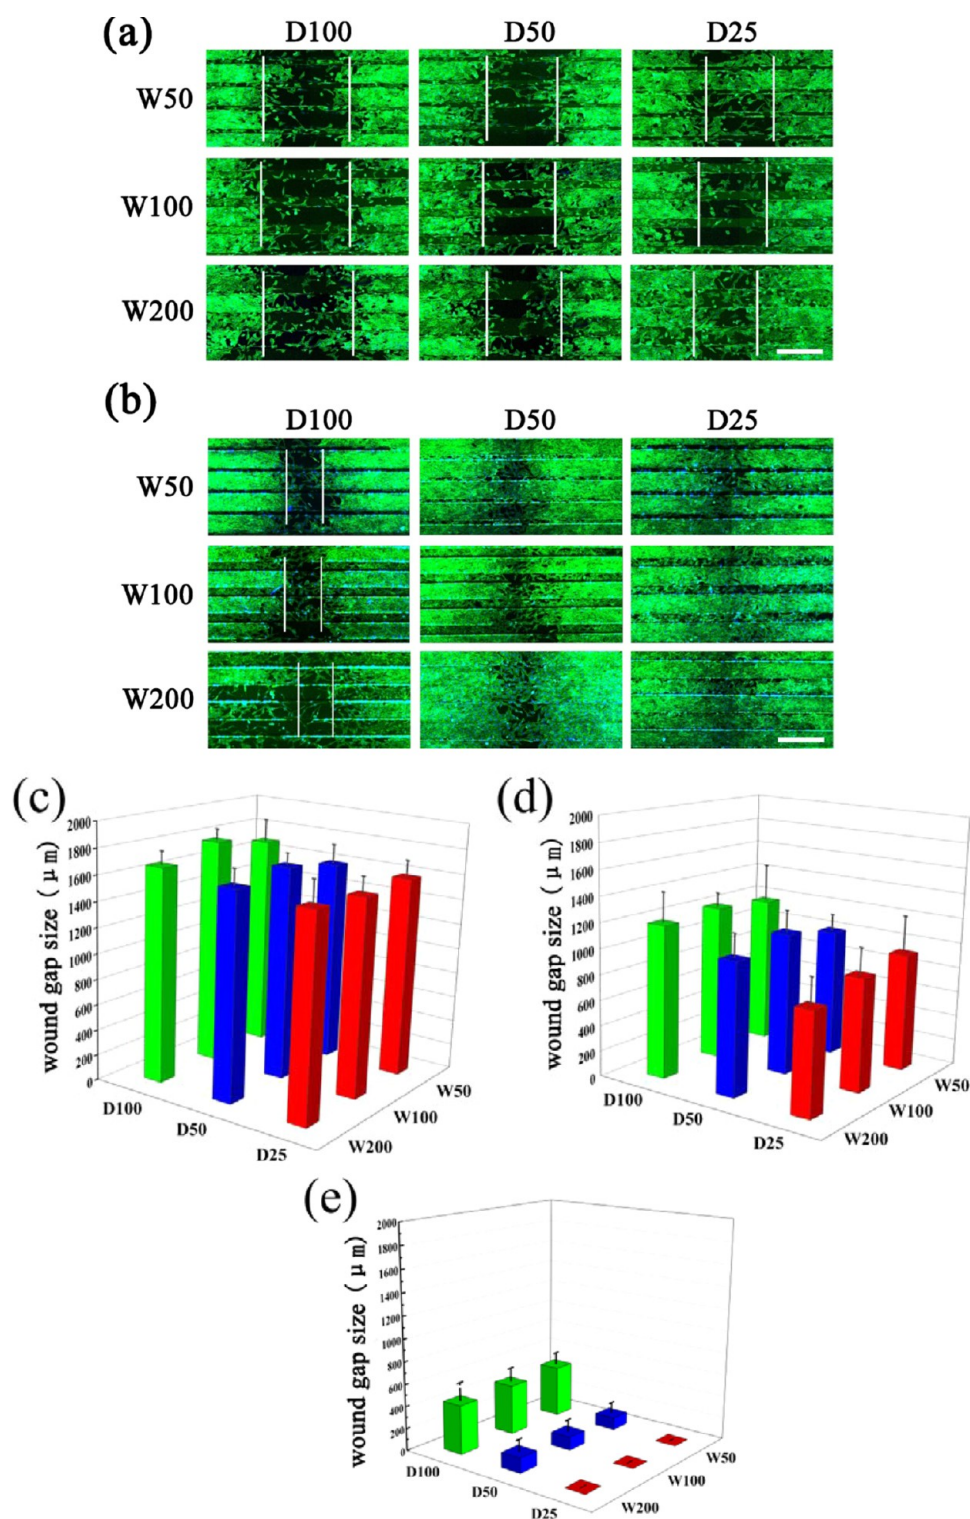 (a)
D100 D50 D25
W50
W100
W200
(b)
D100 D50 D25
W50
W100
W200
(c)
wound gap size ( μm)
2000
1800
1600
1400
1200
1000
800
600
400
200
0
D100
D50
D25
W200
W100
W50
(d)
wound gap size ( μm)
2000
1800
1600
1400
1200
1000
800
600
400
200
0
D100
D50
D25
W200
W100
W50
(e)
wound gap size ( μm)
2000
1800
1600
1400
1200
1000
800
600
400
200
0
D100
D50
D25
W200
W100
W50